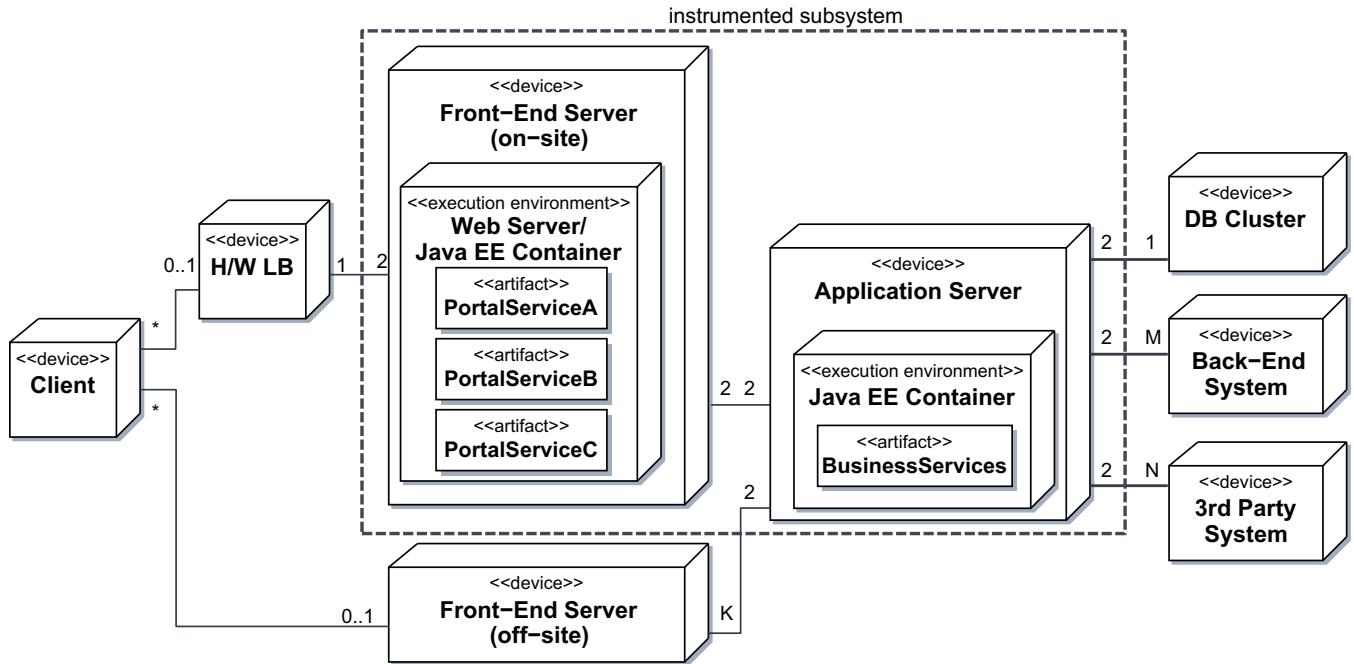 instrumented subsystem
<<device>>
Front−End Server
(on−site)
<<execution environment>>
Web Server/
Java EE Container
<<artifact>>
PortalServiceA
<<artifact>>
PortalServiceB
<<artifact>>
PortalServiceC
<<device>>
H/W LB
0..1
1
2
*
<<device>>
Client
*
<<device>>
Application Server
<<execution environment>>
Java EE Container
<<artifact>>
BusinessServices
2 2
2
K
0..1
<<device>>
Front−End Server
(off−site)
2 1
<<device>>
DB Cluster
2 M
<<device>>
Back−End
System
2 N
<<device>>
3rd Party
System